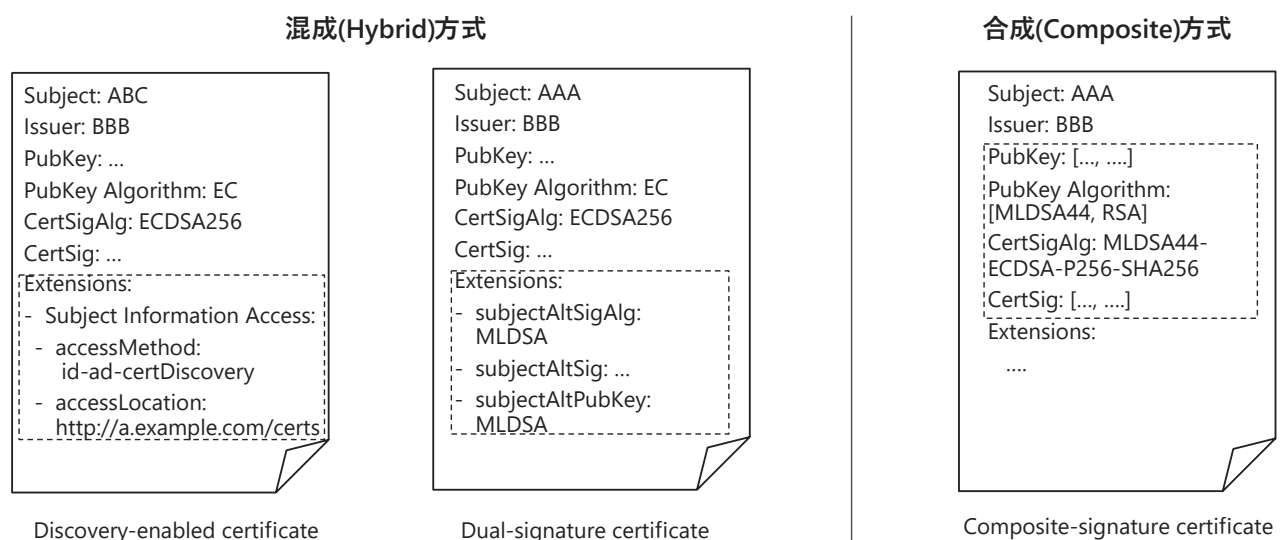 混成(Hybrid)方式
Subject: ABC
Issuer: BBB
PubKey: ...
PubKey Algorithm: EC
CertSigAlg: ECDSA256
CertSig: ...
Extensions:
- Subject Information Access:
- accessMethod:
id-ad-certDiscovery
- accessLocation:
http://a.example.com/certs
Discovery-enabled certificate
Subject: AAA
Issuer: BBB
PubKey: ...
PubKey Algorithm: EC
CertSigAlg: ECDSA256
CertSig: ...
Extensions:
- subjectAltSigAlg:
MLDSA
- subjectAltSig: ...
- subjectAltPubKey:
MLDSA
Dual-signature certificate
合成(Composite)方式
Subject: AAA
Issuer: BBB
PubKey: [..., ....]
PubKey Algorithm:
[MLDSA44, RSA]
CertSigAlg: MLDSA44-
ECDSA-P256-SHA256
CertSig: [..., ....]
Extensions:
....
Composite-signature certificate